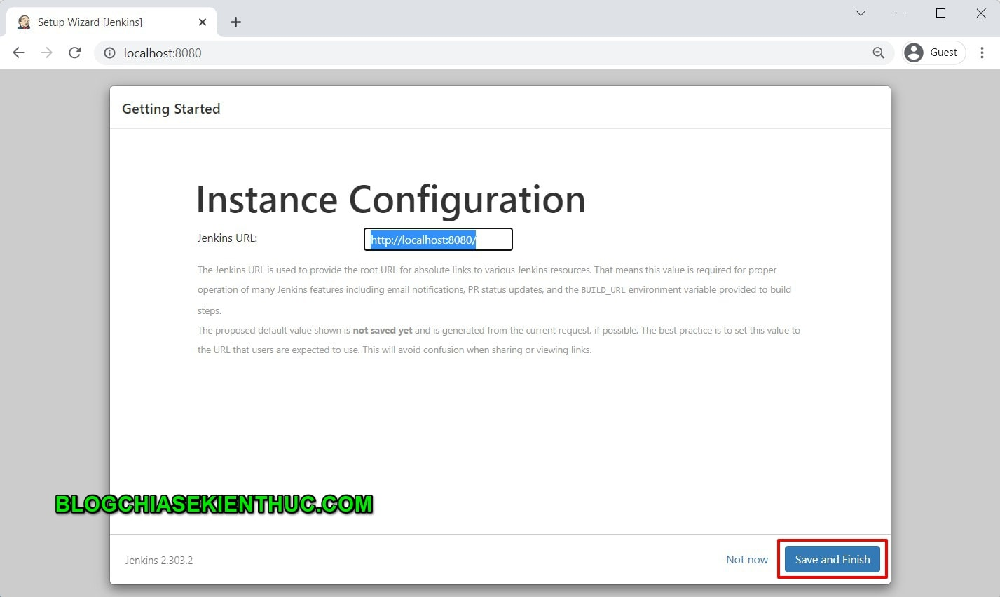 Setup Wizard [Jenkins]
localhost:8080
Guest
Getting Started
Instance Configuration
Jenkins URL:
http://localhost:8080/
The Jenkins URL is used to provide the root URL for absolute links to various Jenkins resources. That means this value is required for proper
operation of many Jenkins features including email notifications, PR status updates, and the BUILD_URL environment variable provided to build
steps.
The proposed default value shown is not saved yet and is generated from the current request, if possible. The best practice is to set this value to
the URL that users are expected to use. This will avoid confusion when sharing or viewing links.
BLOGCHIASEKIENTHUC.COM
Jenkins 2.303.2
Not now
Save and Finish